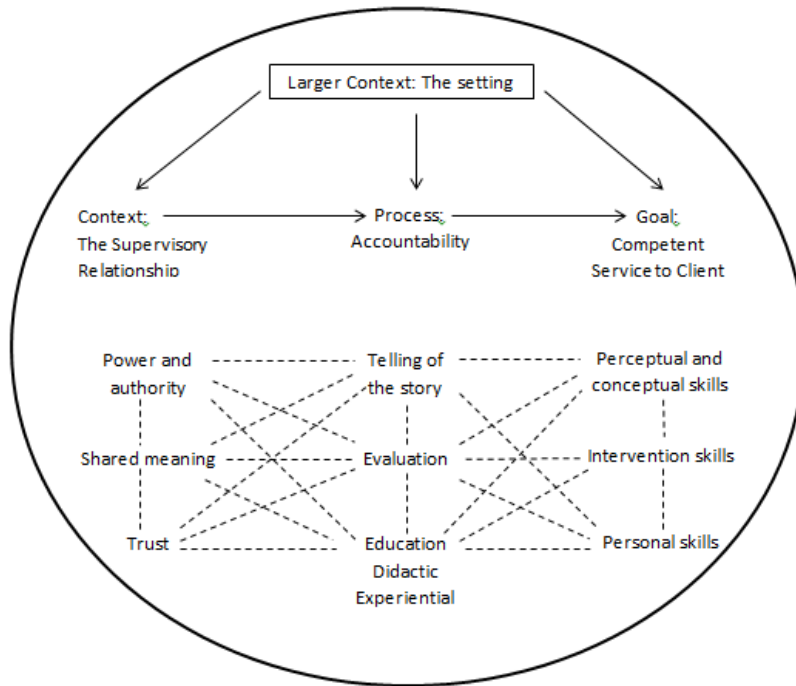 Larger Context: The setting
Context:
The Supervisory
Relationship
Process:
Accountability
Goal:
Competent
Service to Client
Power and
authority
Telling of
the story
Perceptual and
conceptual skills
Shared meaning
Evaluation
Intervention skills
Trust
Education
Didactic
Experiential
Personal skills